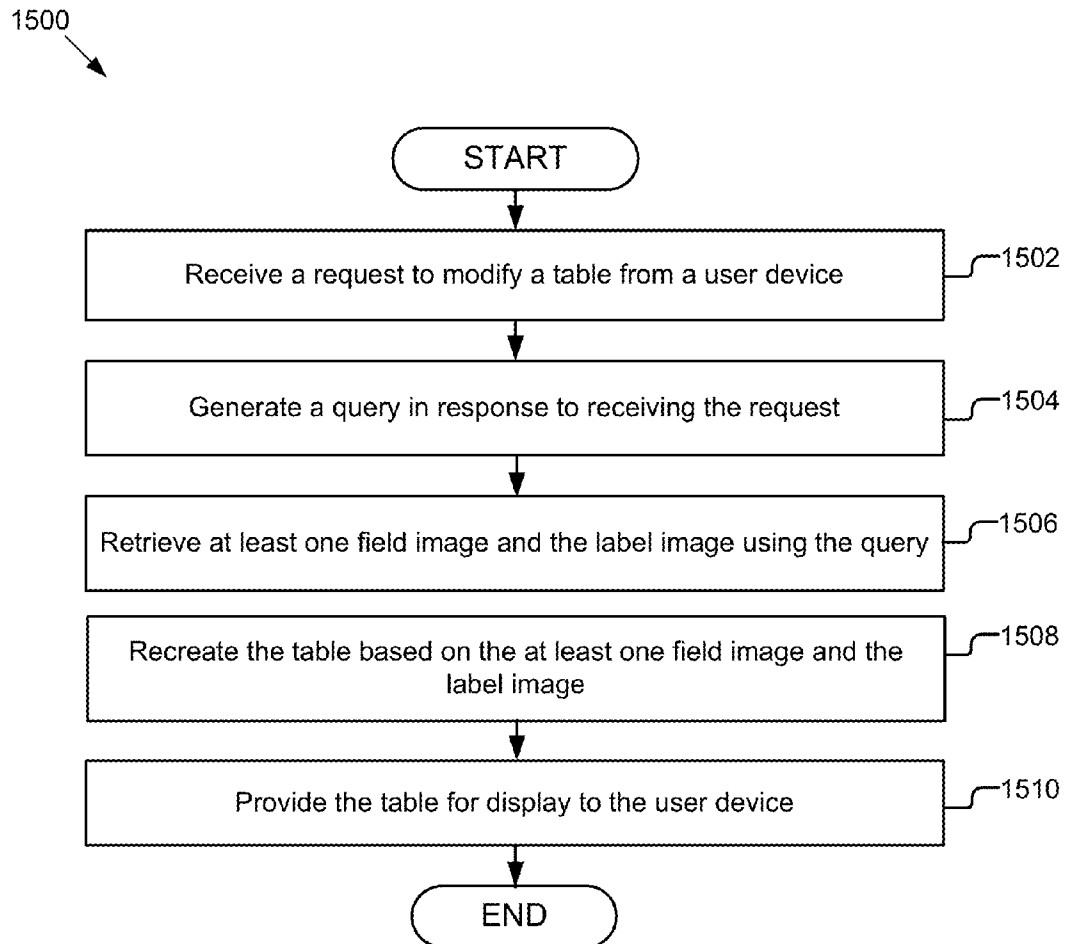 1500
START
Receive a request to modify a table from a user device
1502
Generate a query in response to receiving the request
1504
Retrieve at least one field image and the label image using the query
1506
Recreate the table based on the at least one field image and the
label image
1508
Provide the table for display to the user device
1510
END